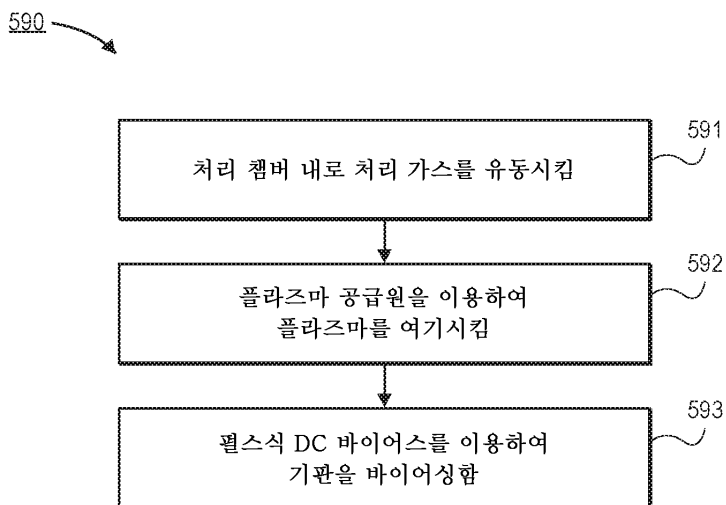 590
처리 챔버 내로 처리 가스를 유동시킴
591
플라즈마 공급원을 이용하여
플라즈마를 여기시킴
592
펄스식 DC 바이어스를 이용하여
기판을 바이어싱함
593